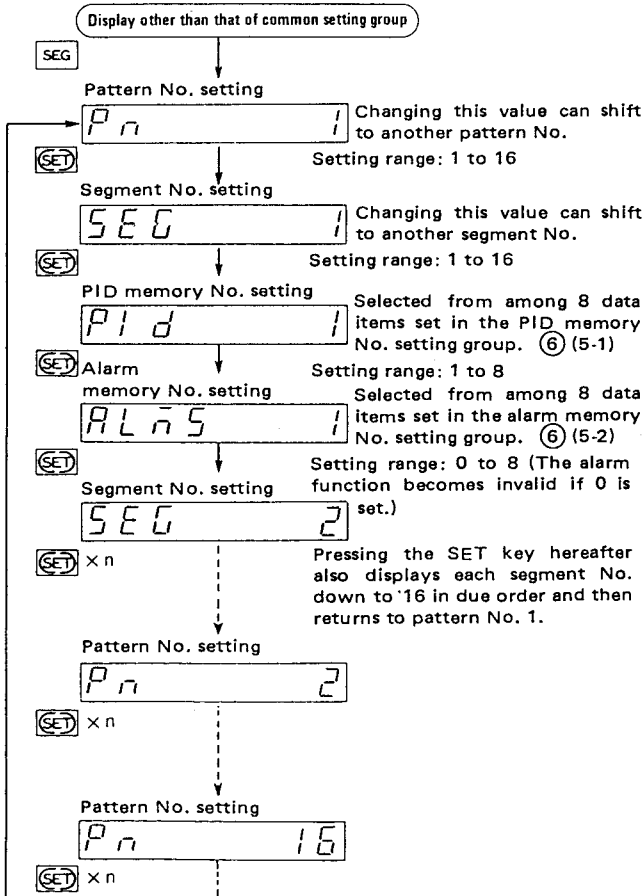 Display other than that of common setting group
SEG
Pattern No. setting
Pn 1
Changing this value can shift
to another pattern No.
SET
Setting range: 1 to 16
Segment No. setting
SEG 1
Changing this value can shift
to another segment No.
SET
Setting range: 1 to 16
PID memory No. setting
PId 1
Selected from among 8 data
items set in the PID memory
No. setting group. ⑥ (5-1)
SET
Setting range: 1 to 8
Alarm
memory No. setting
ALmS 1
Selected from among 8 data
items set in the alarm memory
No. setting group. ⑥ (5-2)
SET
Setting range: 0 to 8 (The alarm
function becomes invalid if 0 is
set.)
Segment No. setting
SEG 2
SET × n
Pressing the SET key hereafter
also displays each segment No.
down to '16 in due order and then
returns to pattern No. 1.
Pattern No. setting
Pn 2
SET × n
Pattern No. setting
Pn 16
SET × n